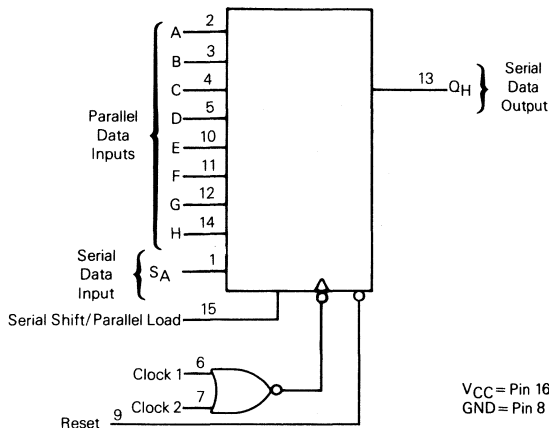 A 2
B 3
C 4
D 5
E 10
F 11
G 12
H 14
Parallel
Data
Inputs
13 QH
Serial
Data
Output
Serial
Data
Input
SA 1
Serial Shift/Parallel Load 15
Clock 1 6
Clock 2 7
Reset 9
VCC = Pin 16
GND = Pin 8